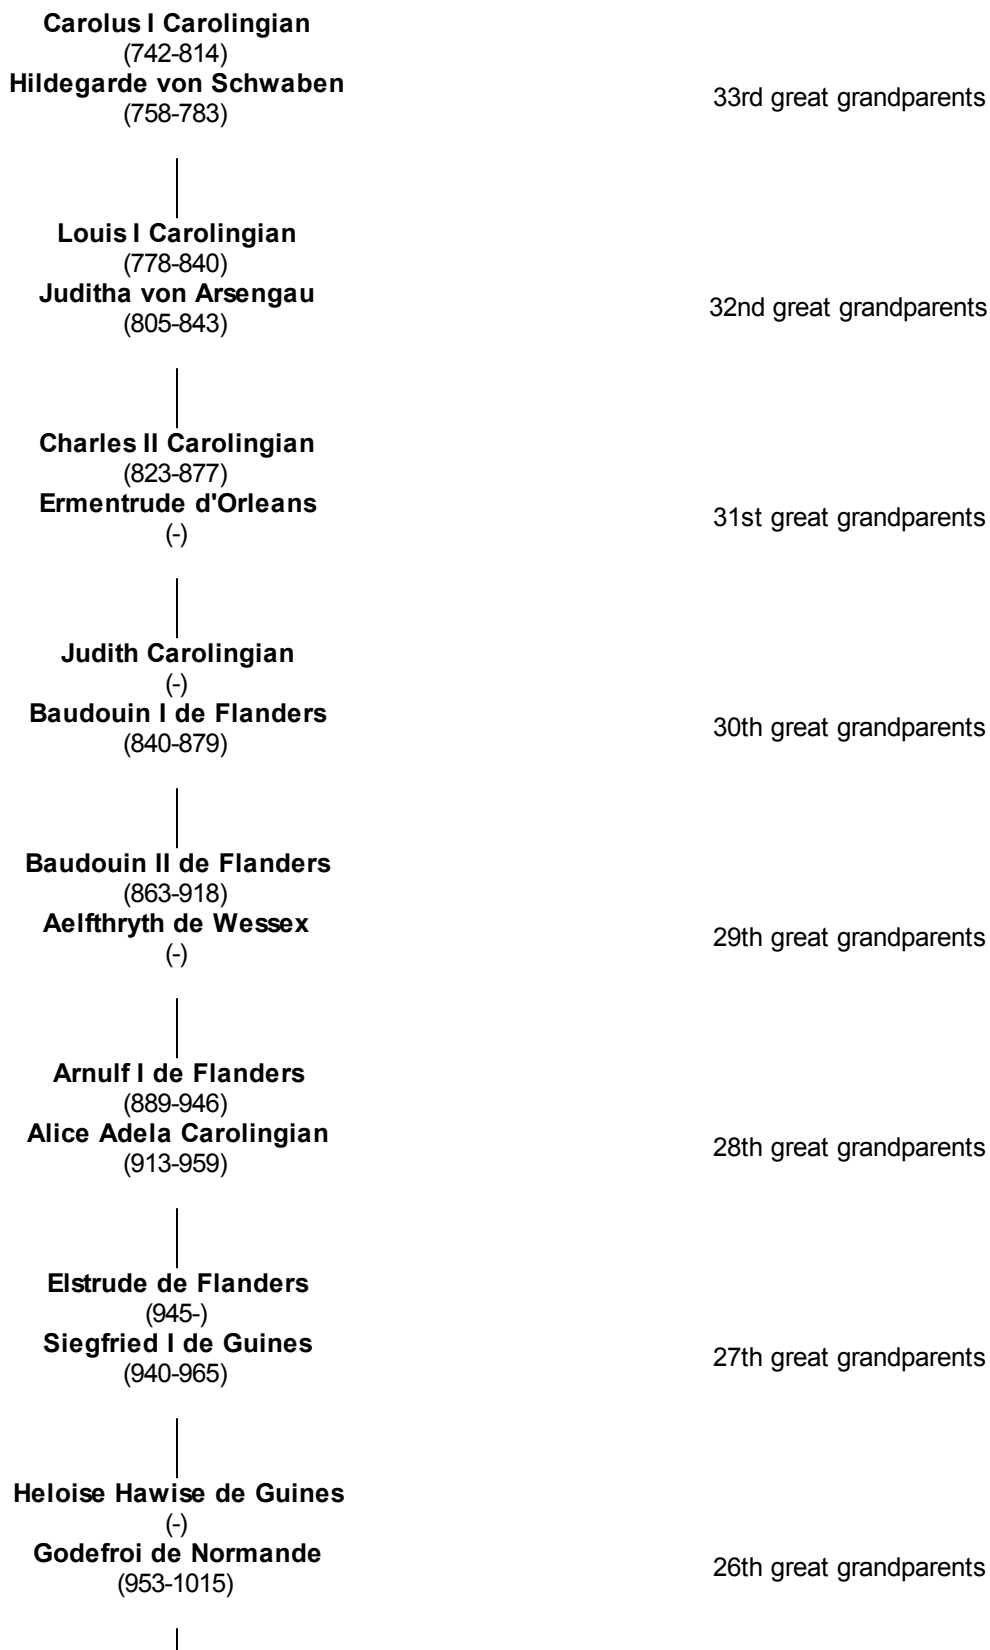 Carolus I Carolingian
(742-814)
Hildegarde von Schwaben
(758-783)
33rd great grandparents
Louis I Carolingian
(778-840)
Juditha von Arsengau
(805-843)
32nd great grandparents
Charles II Carolingian
(823-877)
Ermentrude d'Orleans
(-)
31st great grandparents
Judith Carolingian
(-)
Baudouin I de Flanders
(840-879)
30th great grandparents
Baudouin II de Flanders
(863-918)
Aelfthryth de Wessex
(-)
29th great grandparents
Arnulf I de Flanders
(889-946)
Alice Adela Carolingian
(913-959)
28th great grandparents
Elstrude de Flanders
(945-)
Siegfried I de Guines
(940-965)
27th great grandparents
Heloise Hawise de Guines
(-)
Godefroi de Normande
(953-1015)
26th great grandparents